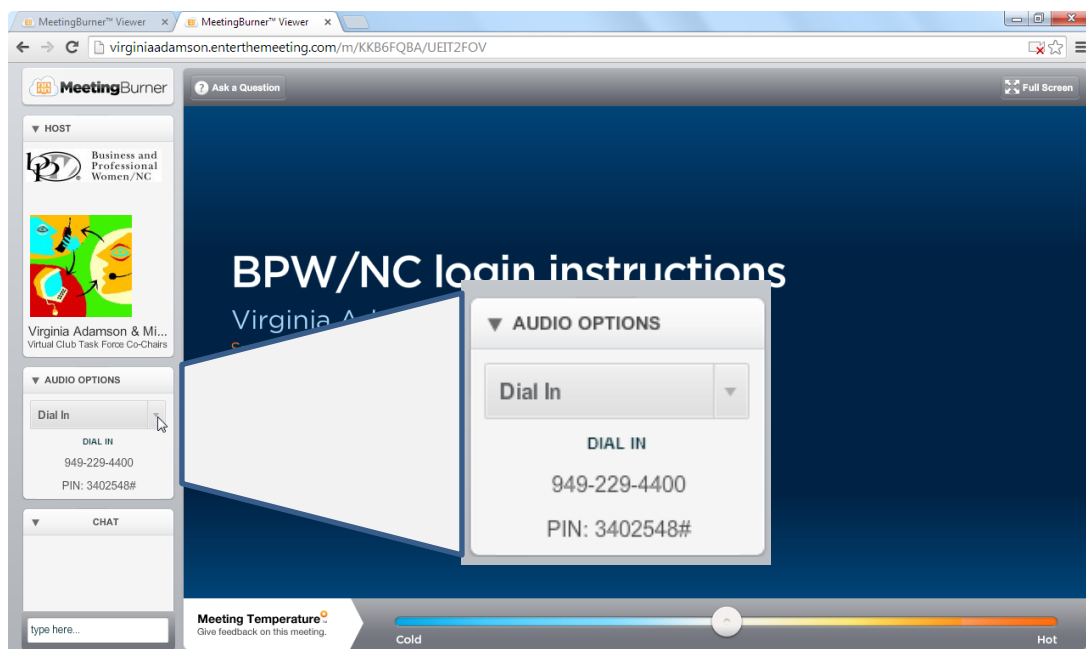 MeetingBurner™ Viewer
MeetingBurner™ Viewer
virginiaadamson.enterthemeeting.com/m/KKB6FQBA/UEIT2FOV
MeetingBurner
? Ask a Question
Full Screen
HOST
bpw
Business and
Professional
Women/NC
Virginia Adamson & Mi...
Virtual Club Task Force Co-Chairs
AUDIO OPTIONS
Dial In
DIAL IN
949-229-4400
PIN: 3402548#
CHAT
type here...
BPW/NC login instructions
Virginia
AUDIO OPTIONS
Dial In
DIAL IN
949-229-4400
PIN: 3402548#
Meeting Temperature
Give feedback on this meeting.
Cold
Hot